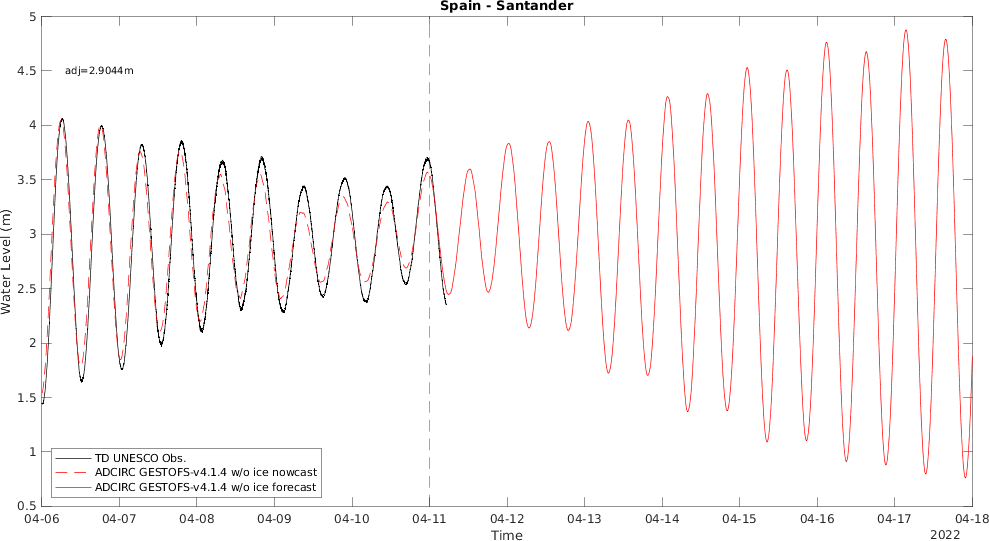 Spain - Santander
5
4.5
4
3.5
3
2.5
2
1.5
1
0.5
Water Level (m)
adj=2.9044m
TD UNESCO Obs.
ADCIRC GESTOFS-v4.1.4 w/o ice nowcast
ADCIRC GESTOFS-v4.1.4 w/o ice forecast
04-06 04-07 04-08 04-09 04-10 04-11 04-12 04-13 04-14 04-15 04-16 04-17 04-18
Time
2022